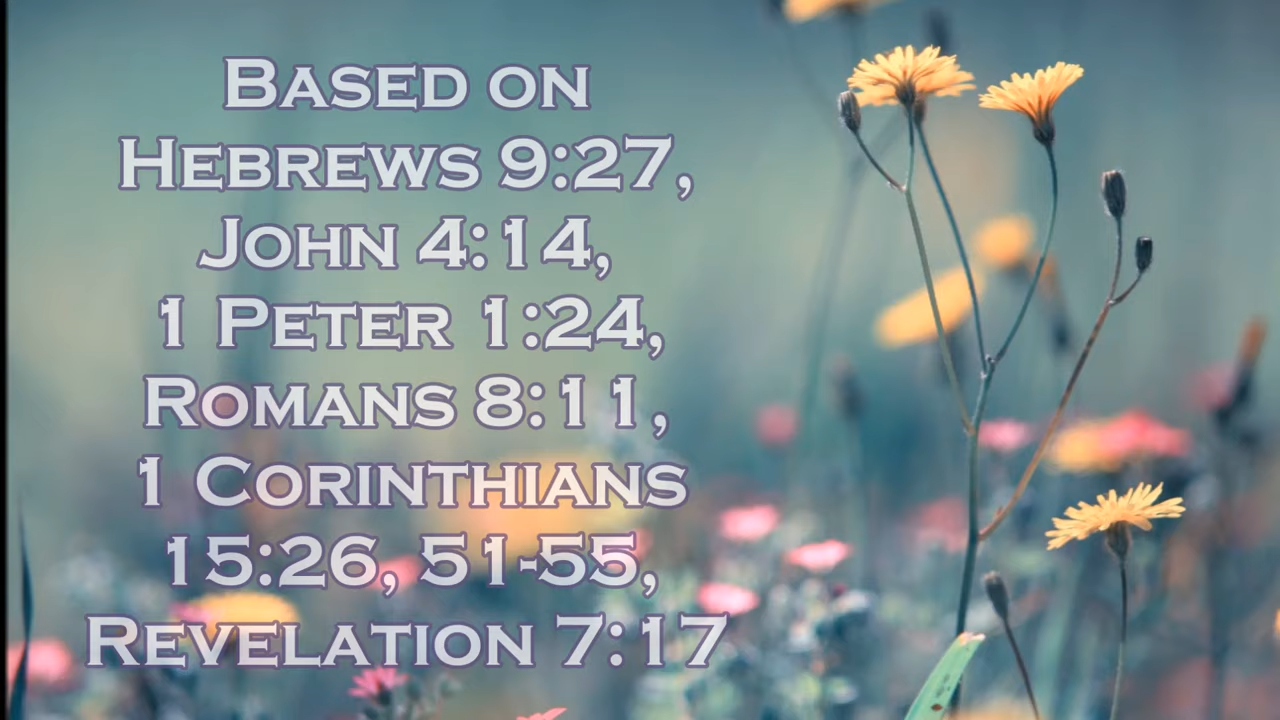 Based on
Hebrews 9:27,
John 4:14,
1 Peter 1:24,
Romans 8:11,
1 Corinthians
15:26, 51-55,
Revelation 7:17